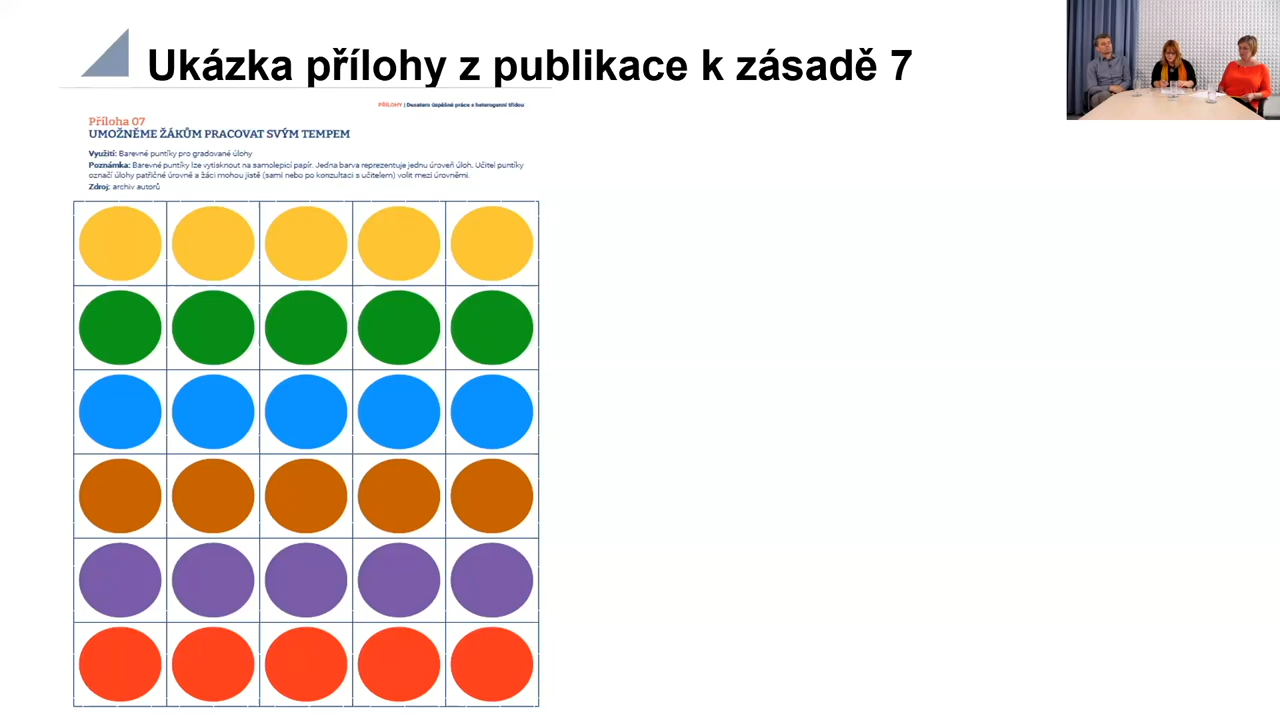 Ukázka přílohy z publikace k zásadě 7
PŘÍLOHY | Desatero úspěšné práce s heterogenní třídou
Příloha 07
UMOŽNĚME ŽÁKŮM PRACOVAT SVÝM TEMPEM
Využití: Barevné puntíky pro gradované úlohy
Poznámka: Barevné puntíky lze vytisknout na samolepicí papír. Jedna barva reprezentuje jednu úroveň úloh. Učitel puntíky
označí úlohy patřičné úrovně a žáci mohou jistě (sami nebo po konzultaci s učitelem) volit mezi úrovněmi.
Zdroj: archiv autorů